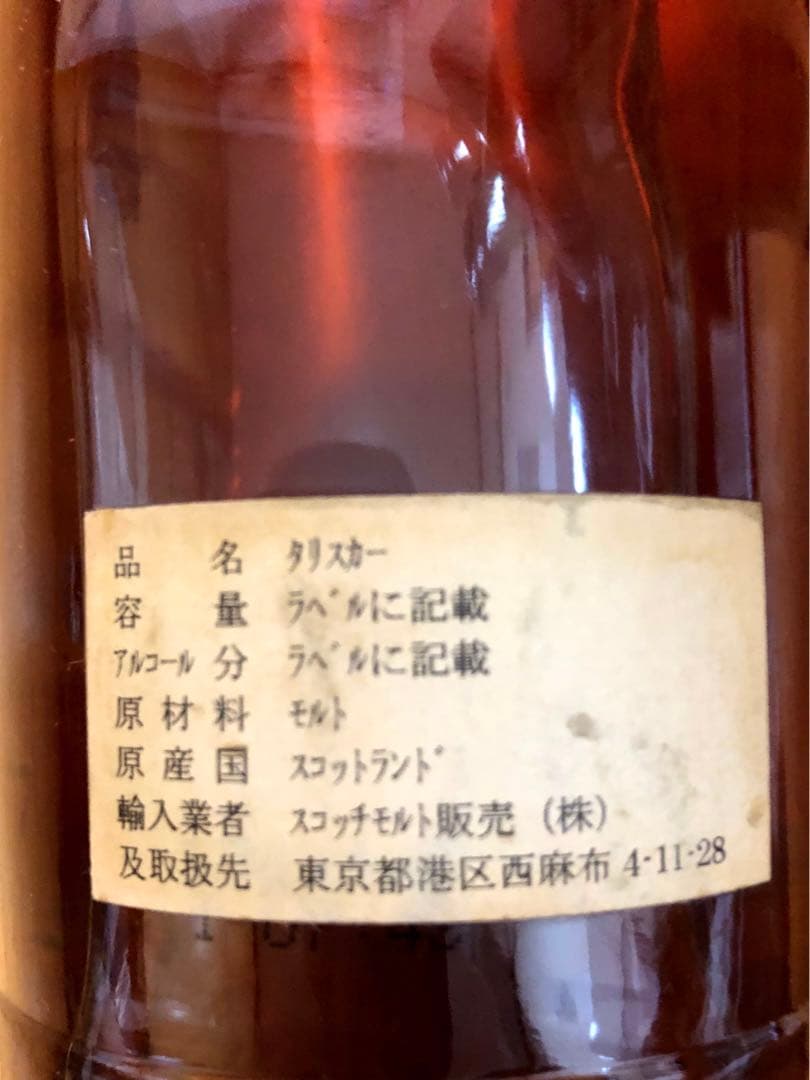 品名 ﾀﾘｽｶｰ
容量 ﾗﾍﾞﾙに記載
ｱﾙｺｰﾙ分 ﾗﾍﾞﾙに記載
原材料 ﾓﾙﾄ
原産国 ｽｺｯﾄﾗﾝﾄﾞ
輸入業者 ｽｺｯﾁﾓﾙﾄ販売（株）
及取扱先 東京都港区西麻布 4-11-28